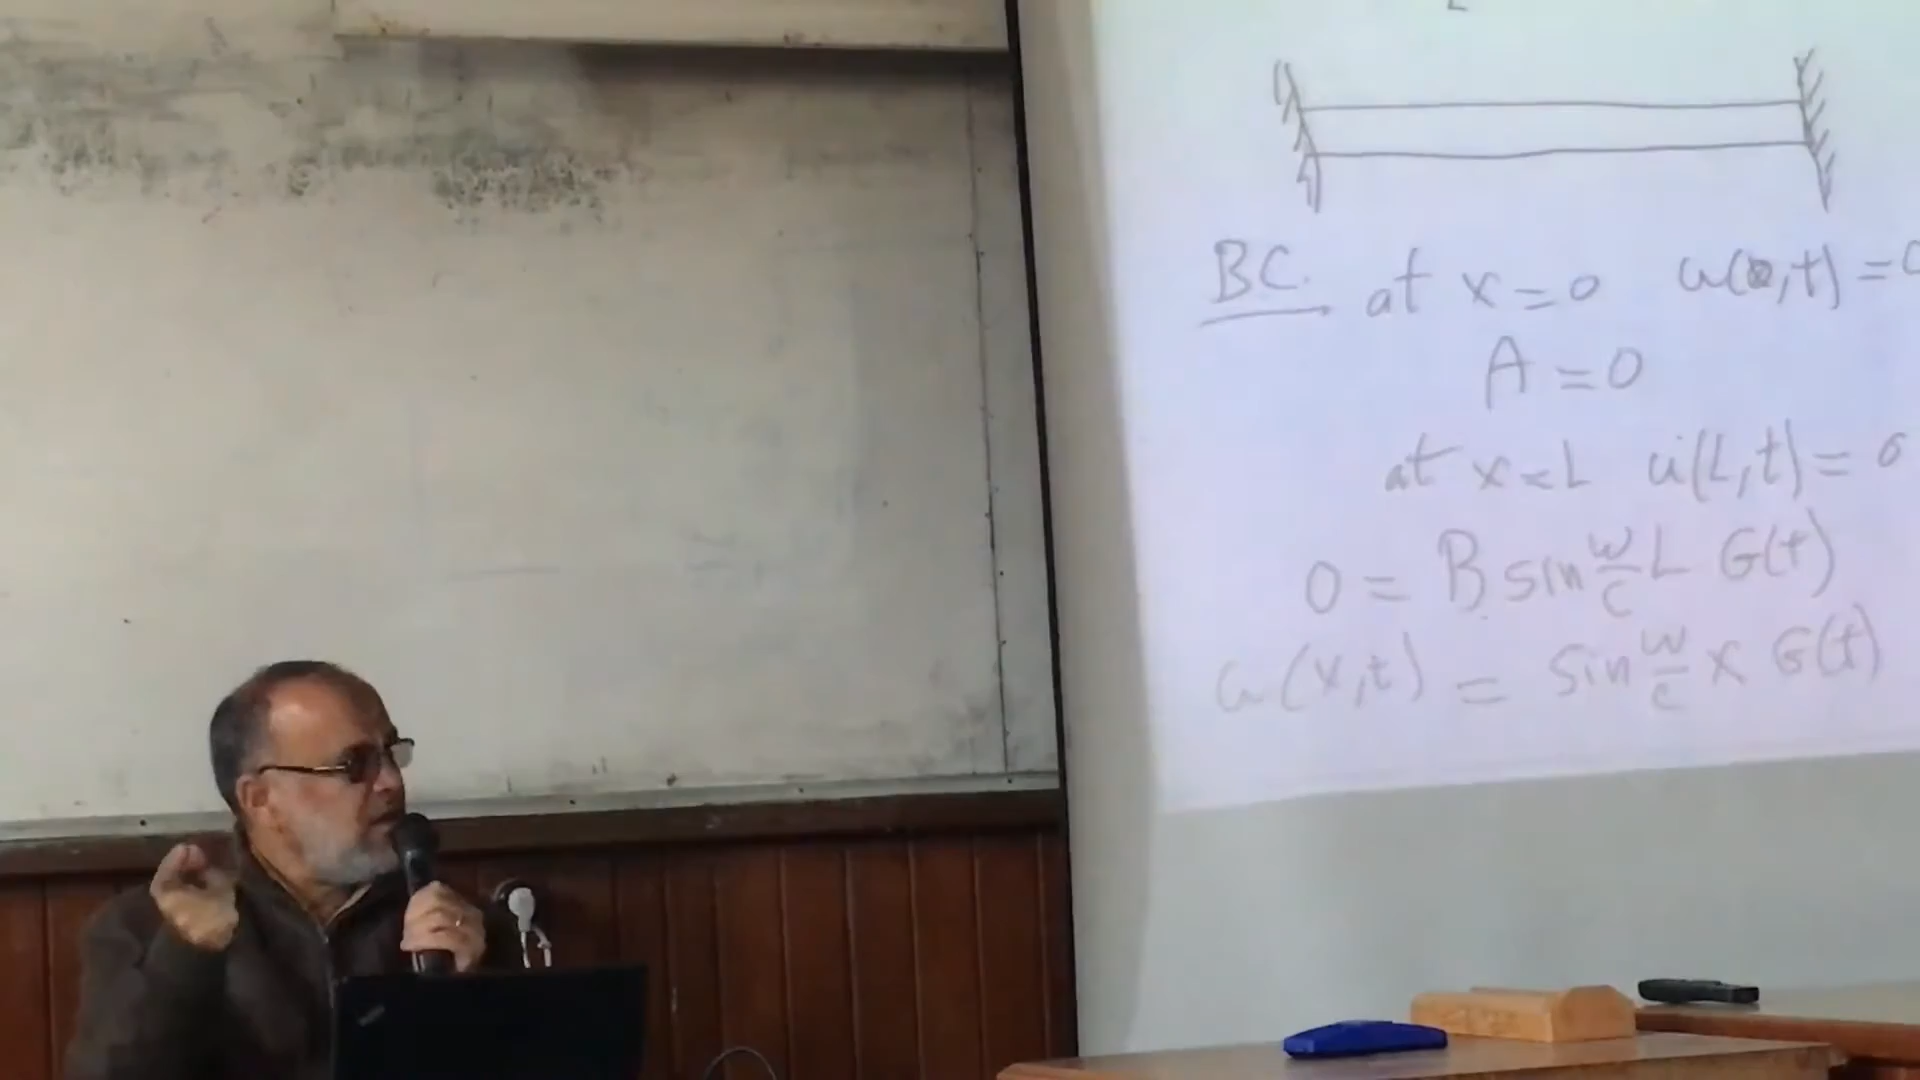 BC. at x = 0 u(0,t) = 0
A = 0
at x = L u(L,t) = 0
0 = B sin w/c L G(t)
u(x,t) = sin w/c x G(t)